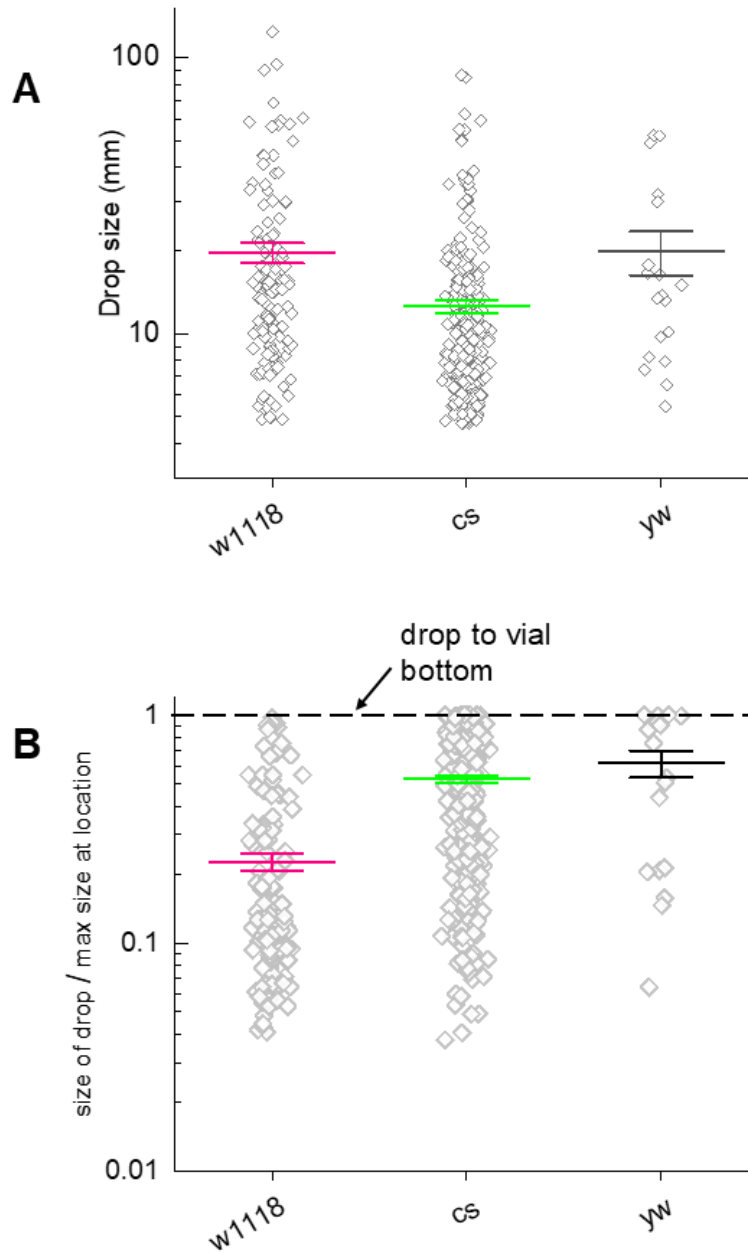 A
Drop size (mm)
100
10
w1118
cs
yw
drop to vial
bottom
B
size of drop / max size at location
1
0.1
0.01
w1118
cs
yw